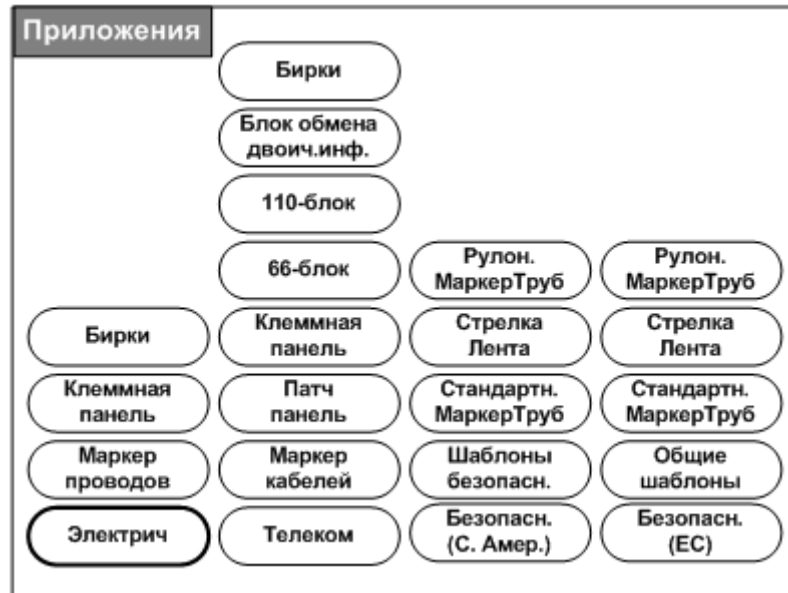 Приложения
Бирки
Блок обмена
двоич.инф.
110-блок
66-блок
Рулон.
МаркерТруб
Рулон.
МаркерТруб
Бирки
Клеммная
панель
Стрелка
Лента
Стрелка
Лента
Клеммная
панель
Патч
панель
Стандартн.
МаркерТруб
Стандартн.
МаркерТруб
Маркер
проводов
Маркер
кабелей
Шаблоны
безопасн.
Общие
шаблоны
Электрич
Телеком
Безопасн.
(С. Амер.)
Безопасн.
(ЕС)